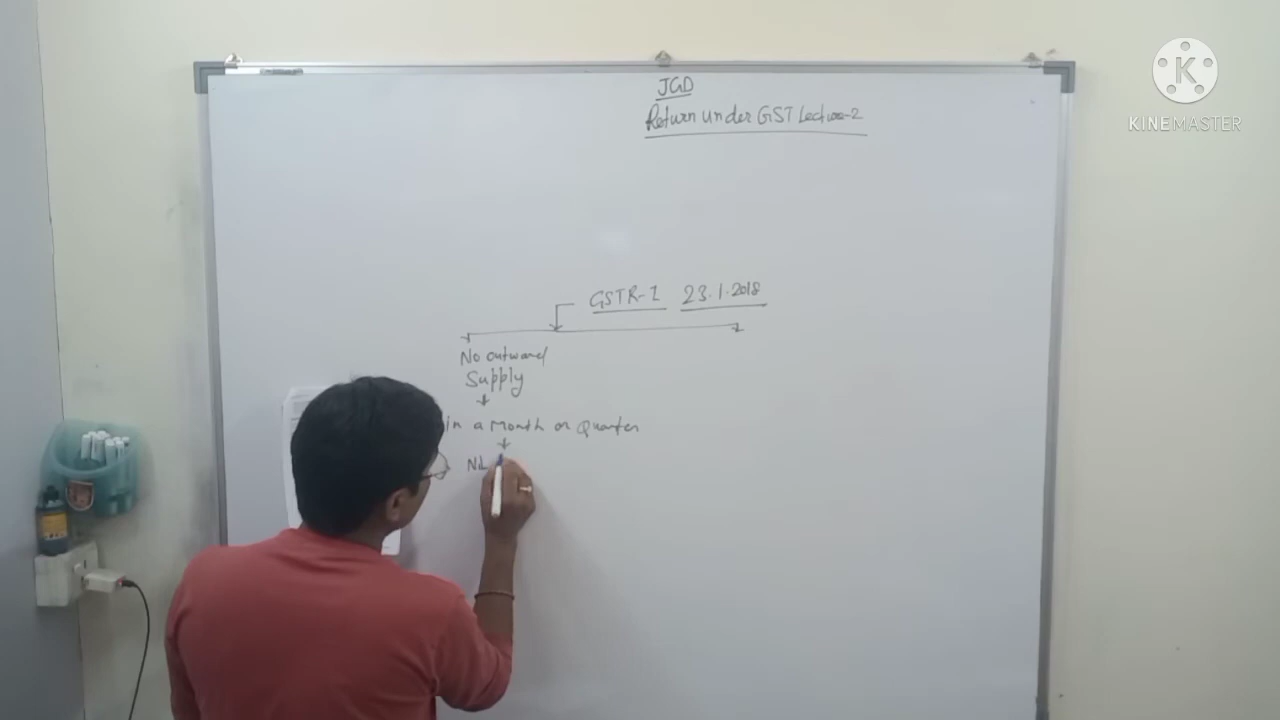 JGD
Return under GST Lecture-2
K
KINEMASTER
GSTR-1 23.1.2018
No outward
Supply
in a Month or Quarter
Nil